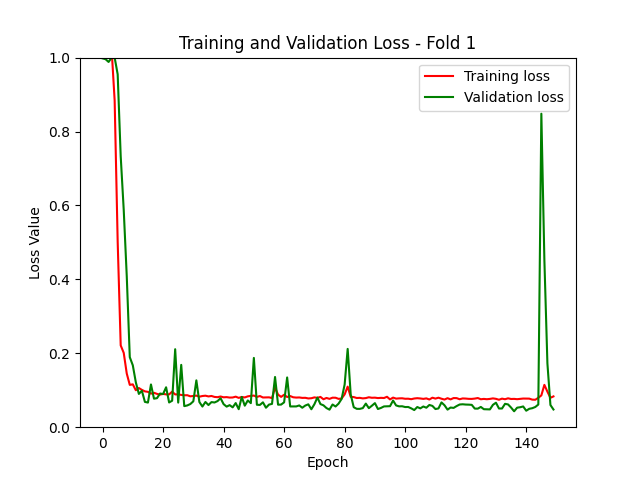 Training and Validation Loss - Fold 1
1.0
0.8
0.6
0.4
0.2
0.0
Loss Value
Training loss
Validation loss
0 20 40 60 80 100 120 140
Epoch